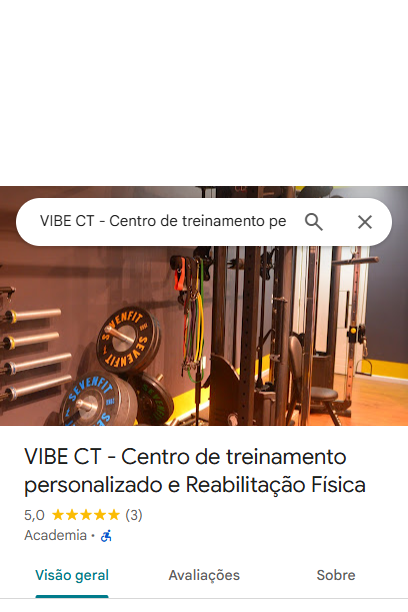 VIBE CT - Centro de treinamento pe
SEVENFIT
SEVENFIT
SEVENFIT
VIBE CT - Centro de treinamento
personalizado e Reabilitação Física
5,0 (3)
Academia ·
Visão geral Avaliações Sobre